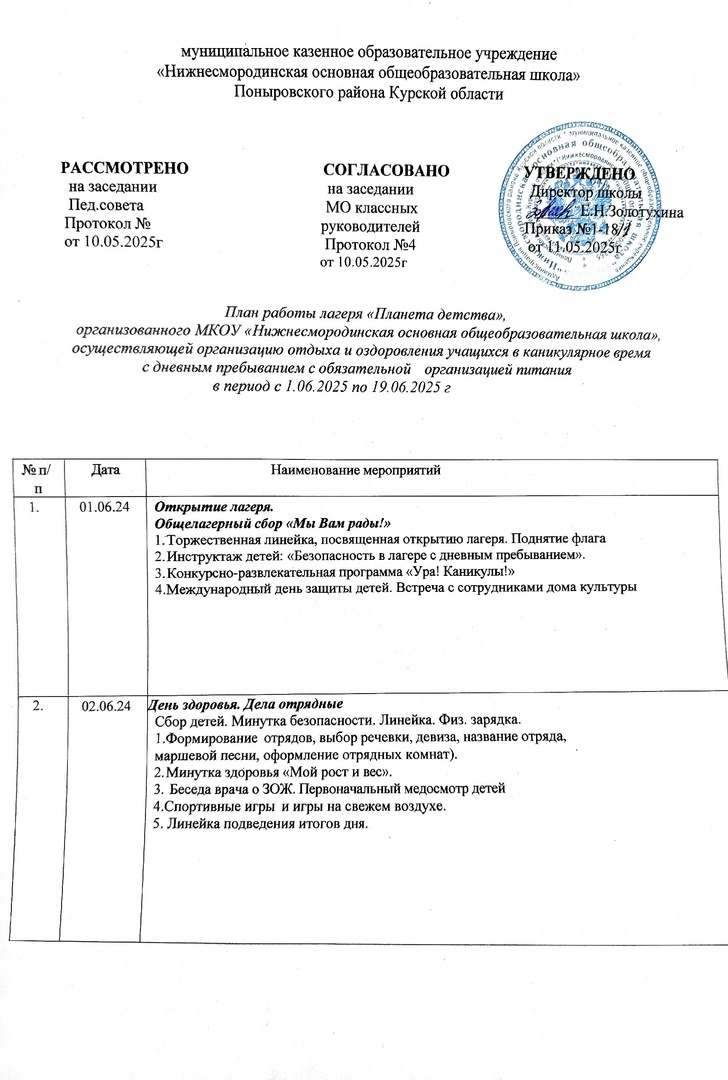 муниципальное казенное образовательное учреждение
«Нижнесмородинская основная общеобразовательная школа»
Поныровского района Курской области
РАССМОТРЕНО
на заседании
Пед.совета
Протокол №
от 10.05.2025г
СОГЛАСОВАНО
на заседании
МО классных
руководителей
Протокол №4
от 10.05.2025г
УТВЕРЖДЕНО
Директор школы
Е.Н.Золотухина
Приказ №1-18/1
от 11.05.2025г
План работы лагеря «Планета детства»,
организованного МКОУ «Нижнесмородинская основная общеобразовательная школа»,
осуществляющей организацию отдыха и оздоровления учащихся в каникулярное время
с дневным пребыванием с обязательной организацией питания
в период с 1.06.2025 по 19.06.2025 г
№ п/п Дата Наименование мероприятий
1. 01.06.24 Открытие лагеря.
Общелагерный сбор «Мы Вам рады!»
1.Торжественная линейка, посвященная открытию лагеря. Поднятие флага
2.Инструктаж детей: «Безопасность в лагере с дневным пребыванием».
3.Конкурсно-развлекательная программа «Ура! Каникулы!»
4.Международный день защиты детей. Встреча с сотрудниками дома культуры
2. 02.06.24 День здоровья. Дела отрядные
Сбор детей. Минутка безопасности. Линейка. Физ. зарядка.
1.Формирование отрядов, выбор речевки, девиза, название отряда,
маршевой песни, оформление отрядных комнат).
2.Минутка здоровья «Мой рост и вес».
3. Беседа врача о ЗОЖ. Первоначальный медосмотр детей
4.Спортивные игры и игры на свежем воздухе.
5. Линейка подведения итогов дня.